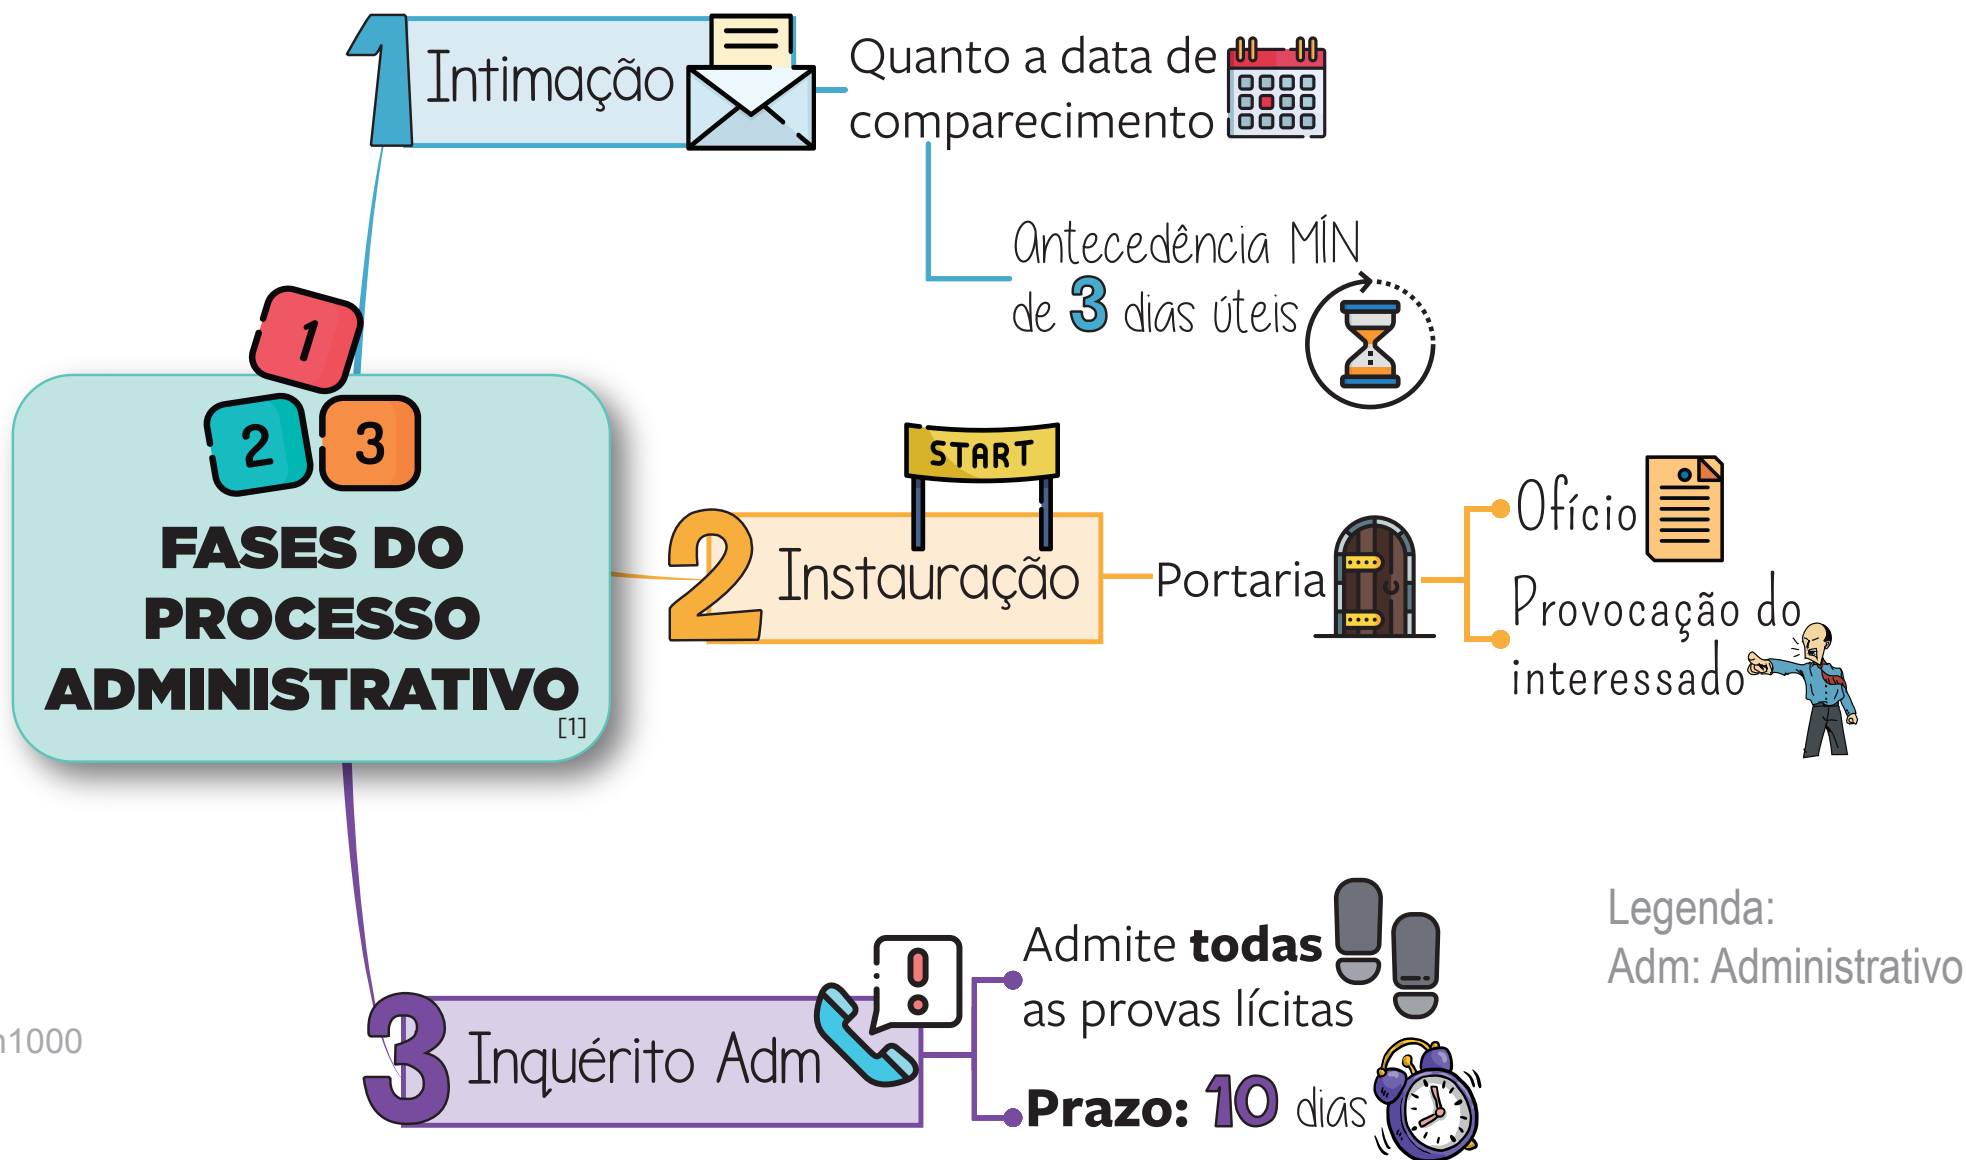 1 Intimação
Quanto a data de
comparecimento
Antecedência MÍN
de 3 dias úteis
1
2 3
FASES DO
PROCESSO
ADMINISTRATIVO
[1]
START
2 Instauração
Portaria
Ofício
Provocação do
interessado
3 Inquérito Adm
Admite todas
as provas lícitas
Prazo: 10 dias
Legenda:
Adm: Administrativo
1000